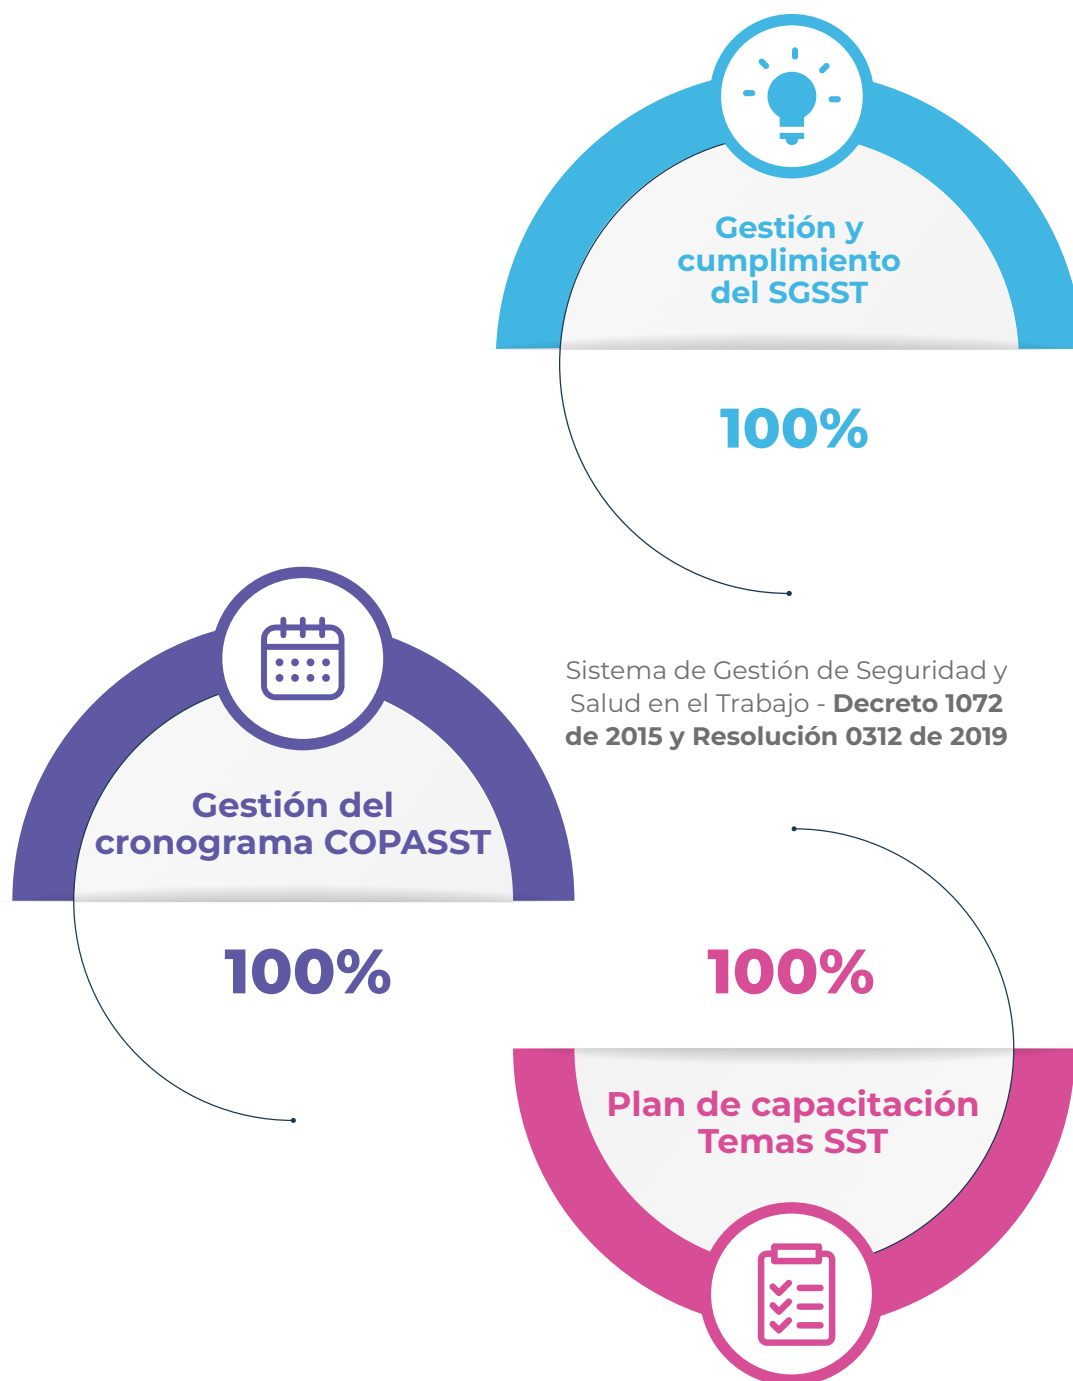 Gestión y
cumplimiento
del SGSST
100%
Sistema de Gestión de Seguridad y
Salud en el Trabajo - Decreto 1072
de 2015 y Resolución 0312 de 2019
Gestión del
cronograma COPASST
100%
100%
Plan de capacitación
Temas SST